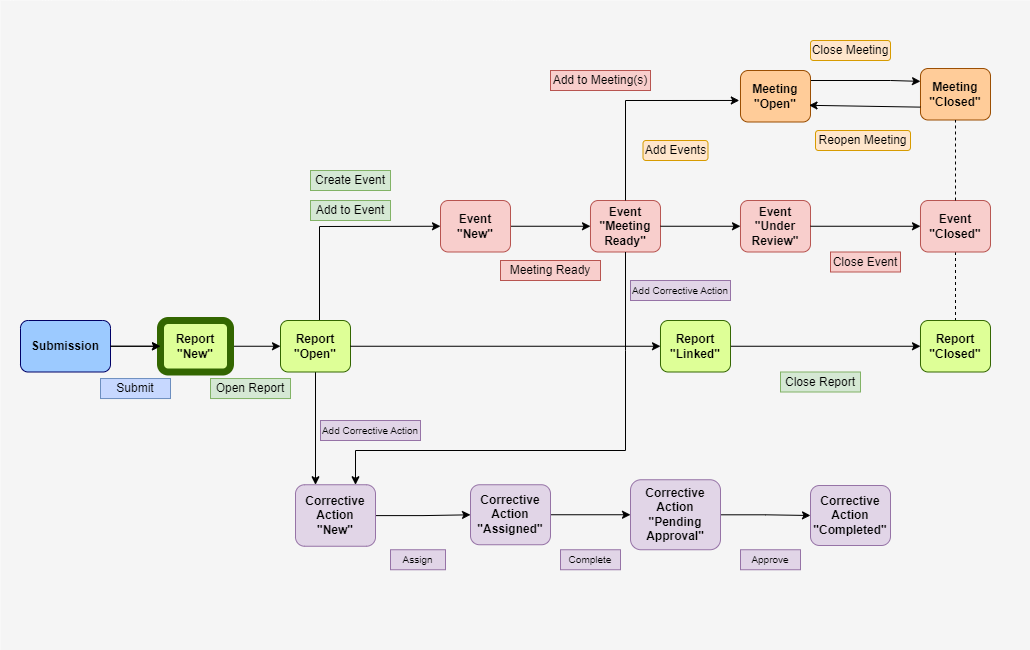 Close Meeting
Add to Meeting(s)
Meeting
"Open"
Meeting
"Closed"
Reopen Meeting
Add Events
Create Event
Add to Event
Event
"New"
Event
"Meeting
Ready"
Event
"Under
Review"
Event
"Closed"
Meeting Ready
Close Event
Add Corrective Action
Submission
Report
"New"
Report
"Open"
Report
"Linked"
Report
"Closed"
Submit
Open Report
Close Report
Add Corrective Action
Corrective
Action
"New"
Corrective
Action
"Assigned"
Corrective
Action
"Pending
Approval"
Corrective
Action
"Completed"
Assign
Complete
Approve